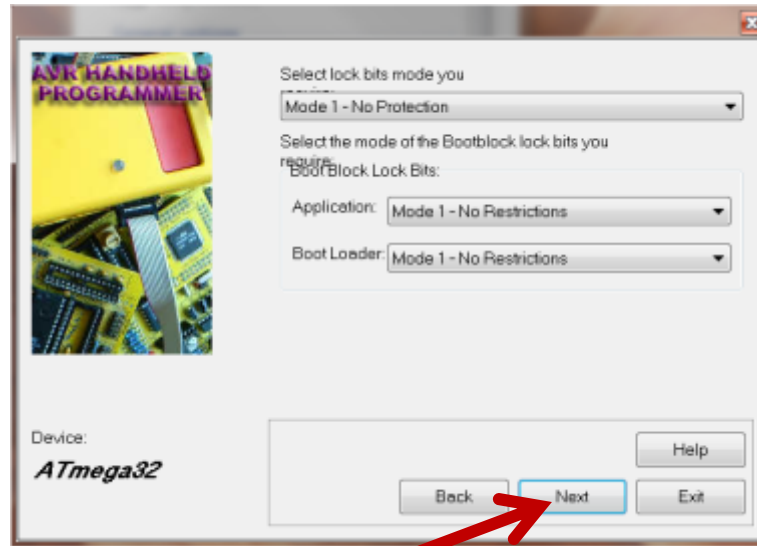 AVR HANDHELD
PROGRAMMER
Select lock bits mode you
require:
Mode 1 - No Protection
Select the mode of the Bootblock lock bits you
require:
Boot Block Lock Bits:
Application:
Mode 1 - No Restrictions
Boot Loader:
Mode 1 - No Restrictions
Device:
ATmega32
Help
Back
Next
Exit